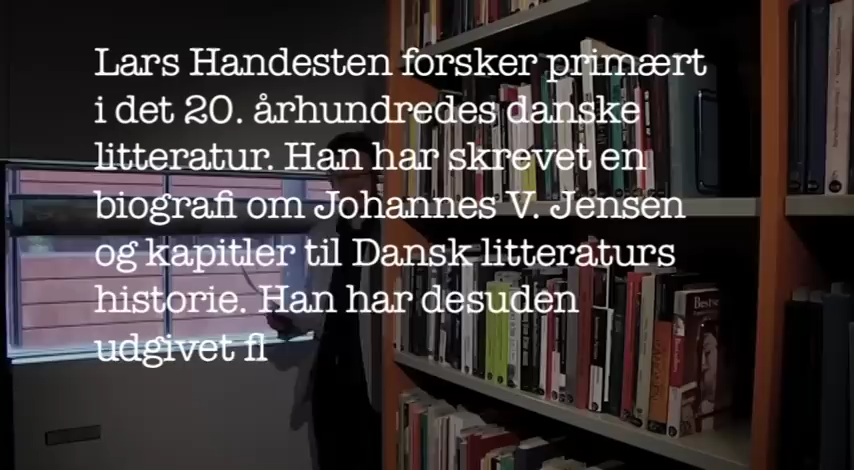 Lars Handesten forsker primært
i det 20. århundredes danske
litteratur. Han har skrevet en
biografi om Johannes V. Jensen
og kapitler til Dansk litteraturs
historie. Han har desuden
udgivet fl